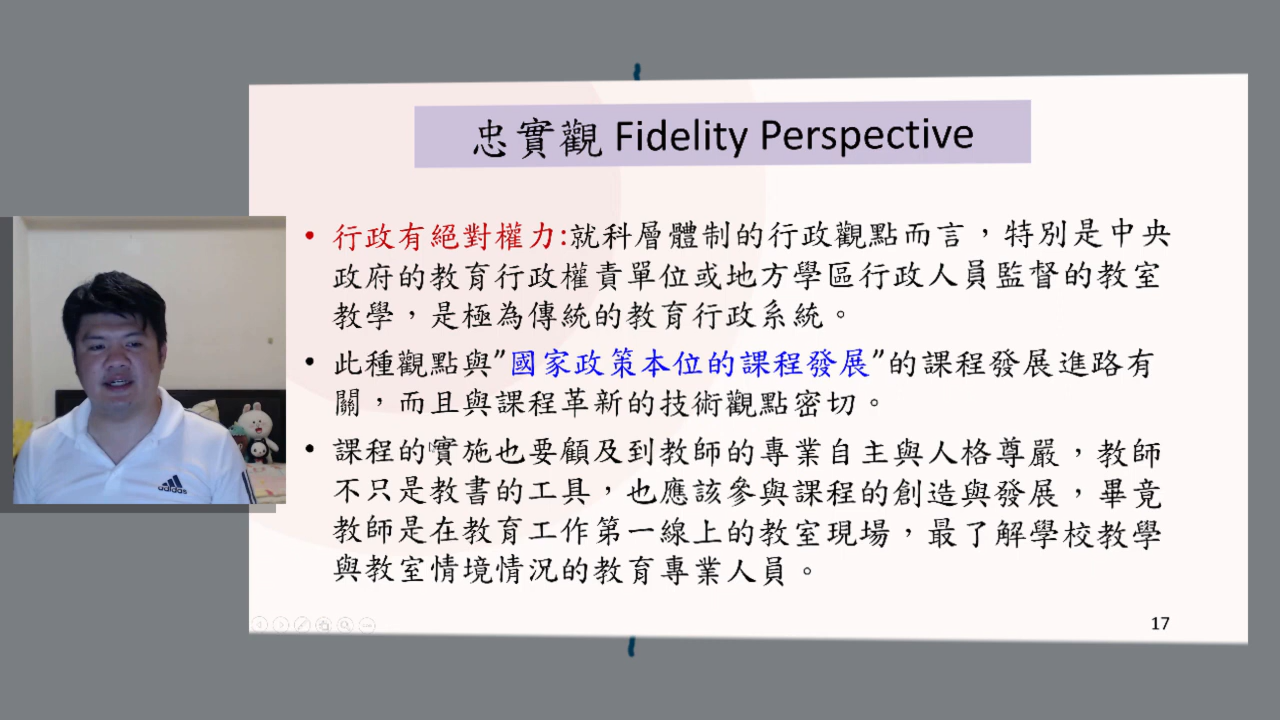 忠實觀 Fidelity Perspective
• 行政有絕對權力:就科層體制的行政觀點而言，特別是中央
政府的教育行政權責單位或地方學區行政人員監督的教室
教學，是極為傳統的教育行政系統。
• 此種觀點與”國家政策本位的課程發展”的課程發展進路有
關，而且與課程革新的技術觀點密切。
• 課程的實施也要顧及到教師的專業自主與人格尊嚴，教師
不只是教書的工具，也應該參與課程的創造與發展，畢竟
教師是在教育工作第一線上的教室現場，最了解學校教學
與教室情境情況的教育專業人員。
17
adidas